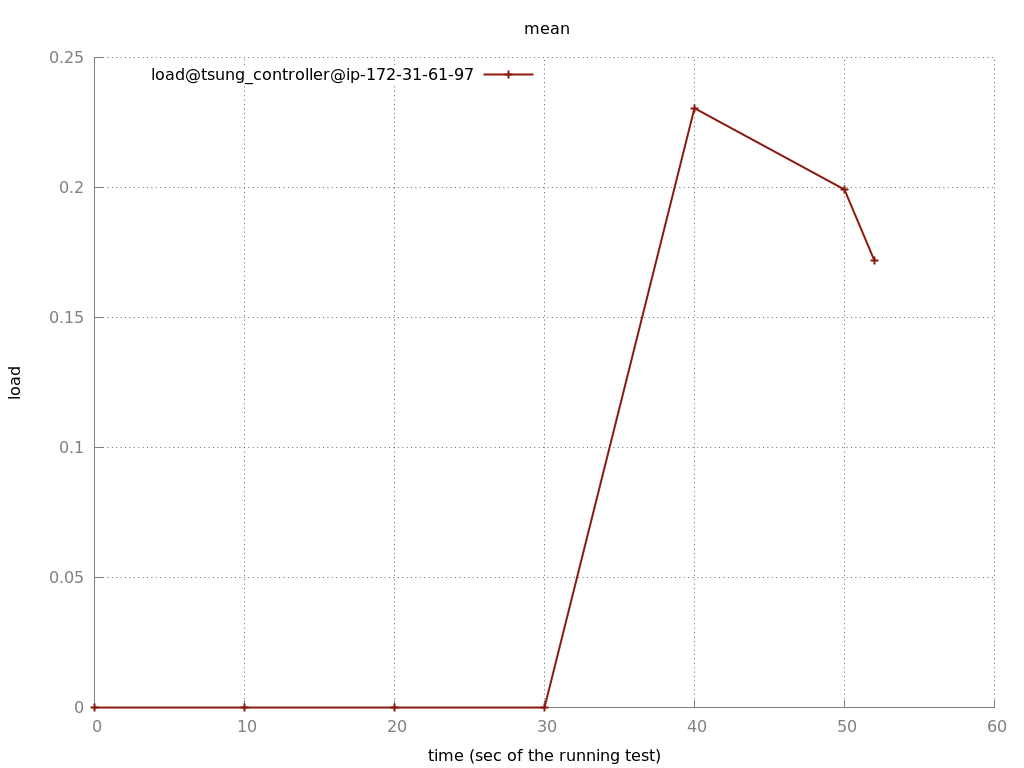 mean
0.25
load@tsung_controller@ip-172-31-61-97
0.2
0.15
load
0.1
0.05
0
0 10 20 30 40 50 60
time (sec of the running test)